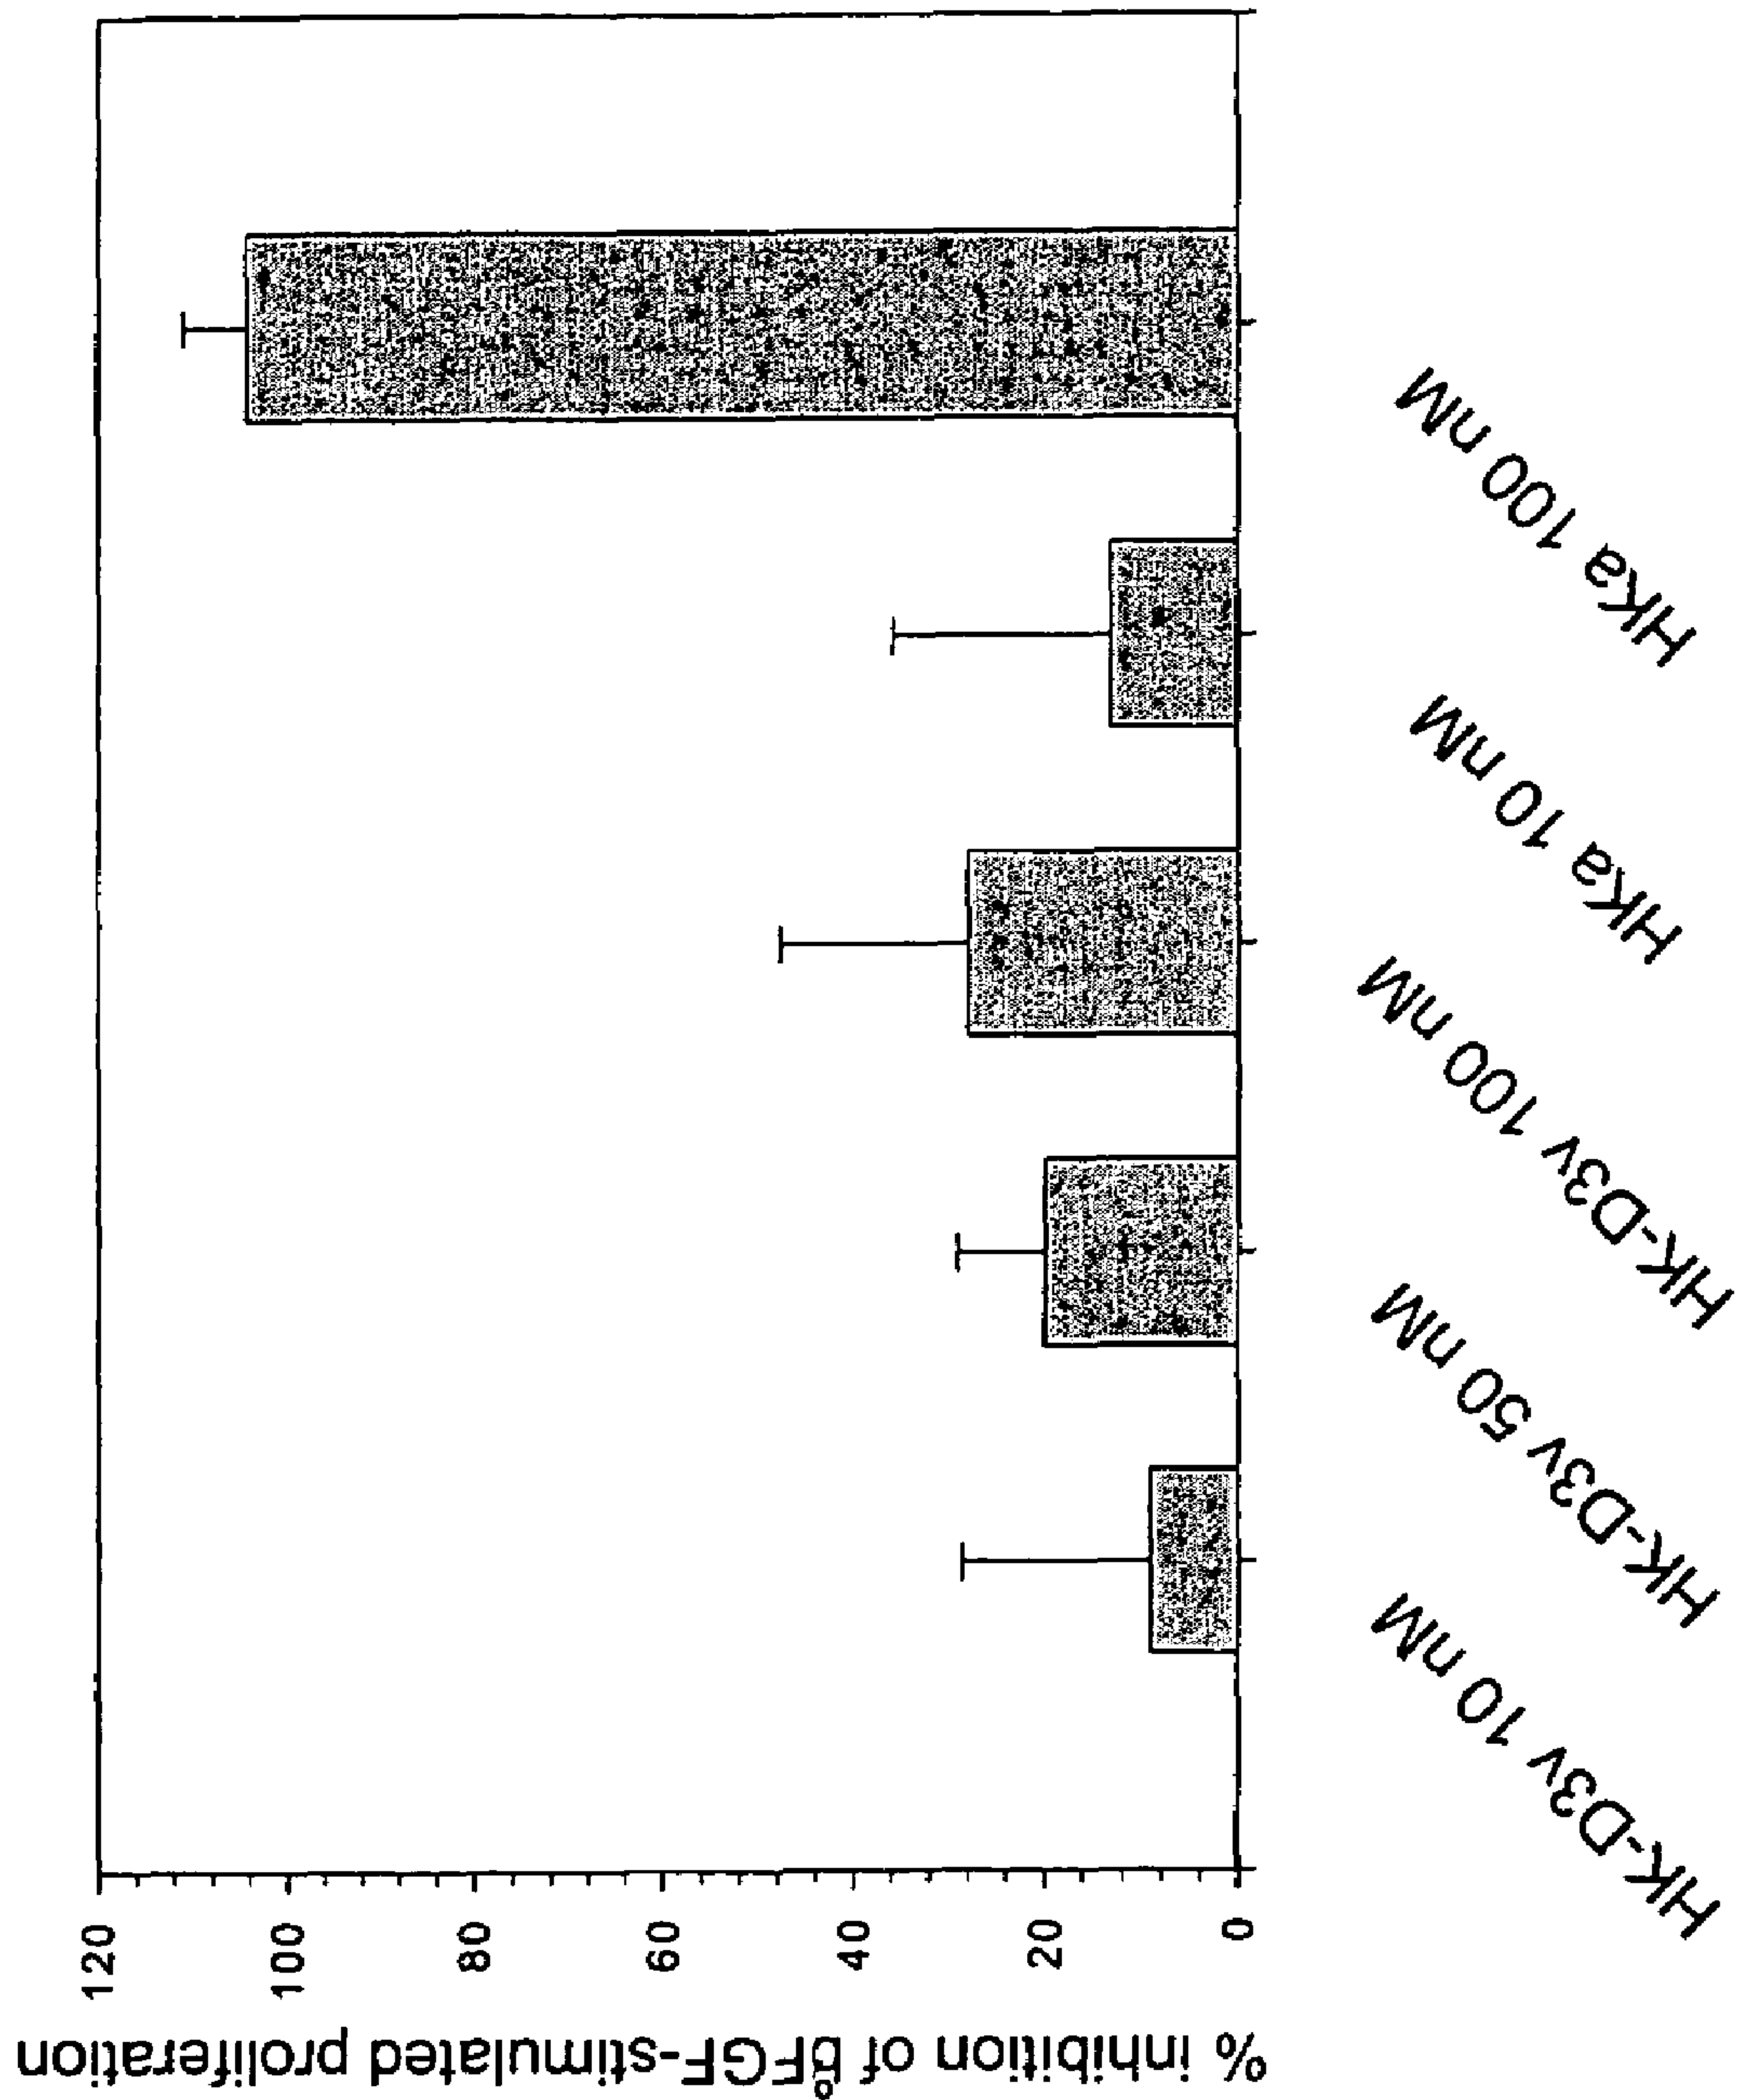 % inhibition of bFGF-stimulated proliferation
120
100
80
60
40
20
0
HK-D3v 10 nM
HK-D3v 50 nM
HK-D3v 100 nM
HKa 10 nM
HKa 100 nM